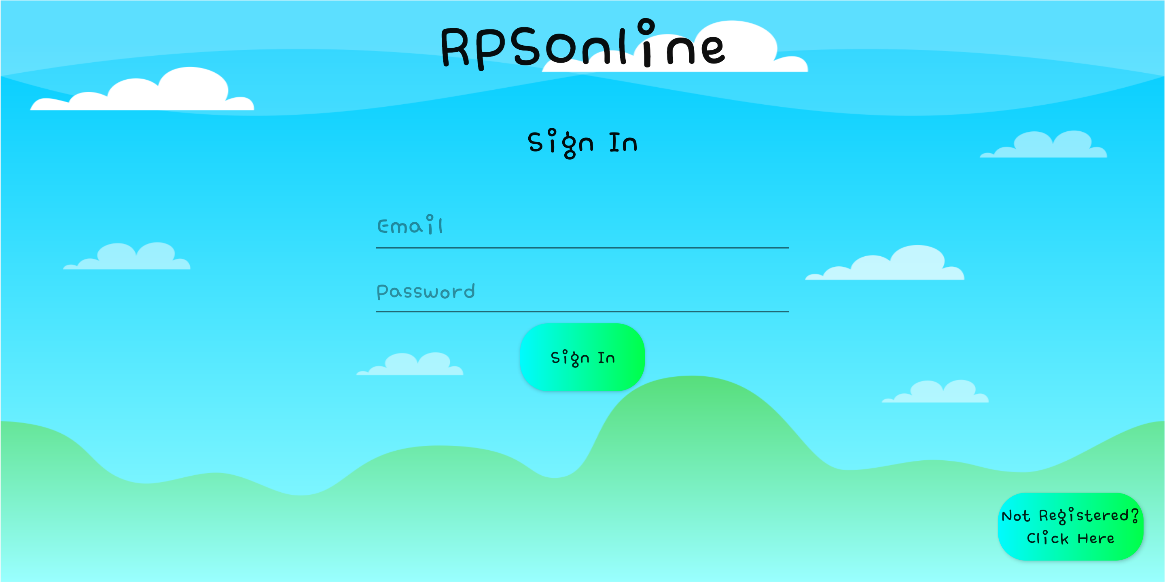 RPSonline
Sign In
Email
Password
Sign In
Not Registered?
Click Here